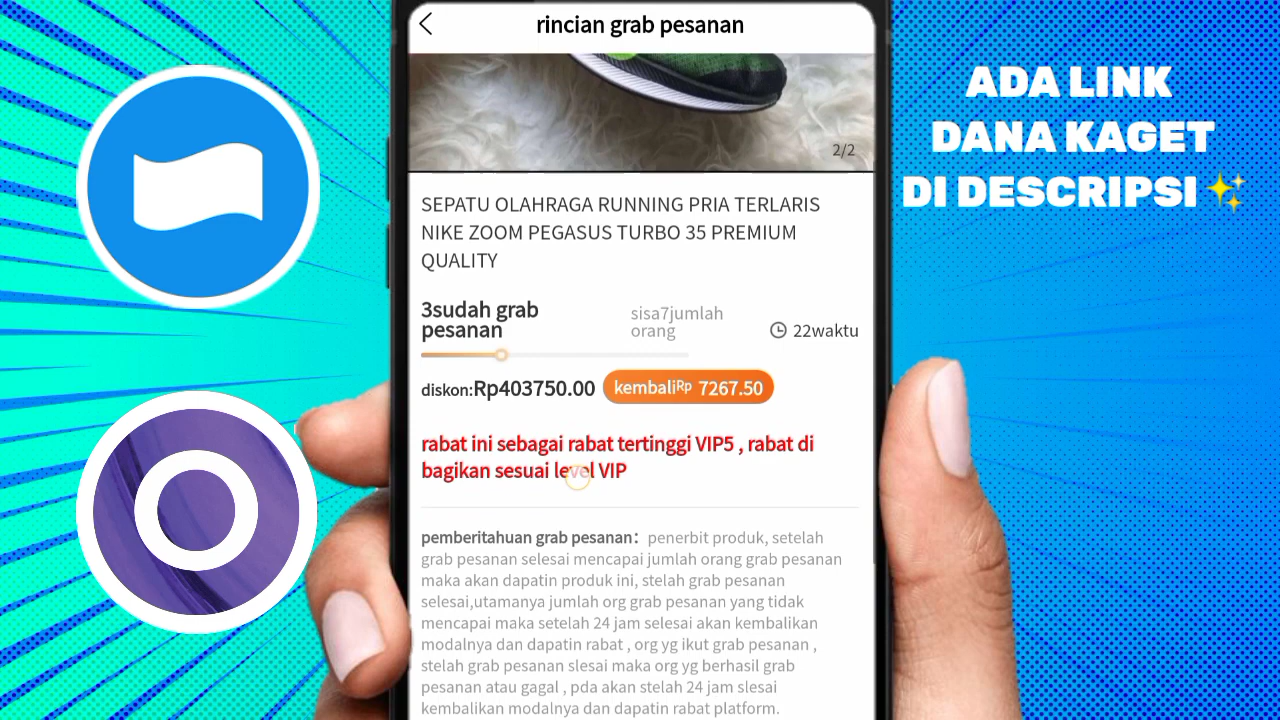 rincian grab pesanan
ADA LINK
DANA KAGET
DI DESCRIPSI
2/2
SEPATU OLAHRAGA RUNNING PRIA TERLARIS
NIKE ZOOM PEGASUS TURBO 35 PREMIUM
QUALITY
3sudah grab
pesanan
sisa7jumlah
orang
22waktu
diskon:Rp403750.00 kembaliRp 7267.50
rabat ini sebagai rabat tertinggi VIP5 , rabat di
bagikan sesuai level VIP
pemberitahuan grab pesanan： penerbit produk, setelah
grab pesanan selesai mencapai jumlah orang grab pesanan
maka akan dapatin produk ini, stelah grab pesanan
selesai,utamanya jumlah org grab pesanan yang tidak
mencapai maka setelah 24 jam selesai akan kembalikan
modalnya dan dapatin rabat , org yg ikut grab pesanan ,
stelah grab pesanan slesai maka org yg berhasil grab
pesanan atau gagal , pda akan stelah 24 jam slesai
kembalikan modalnya dan dapatin rabat platform.